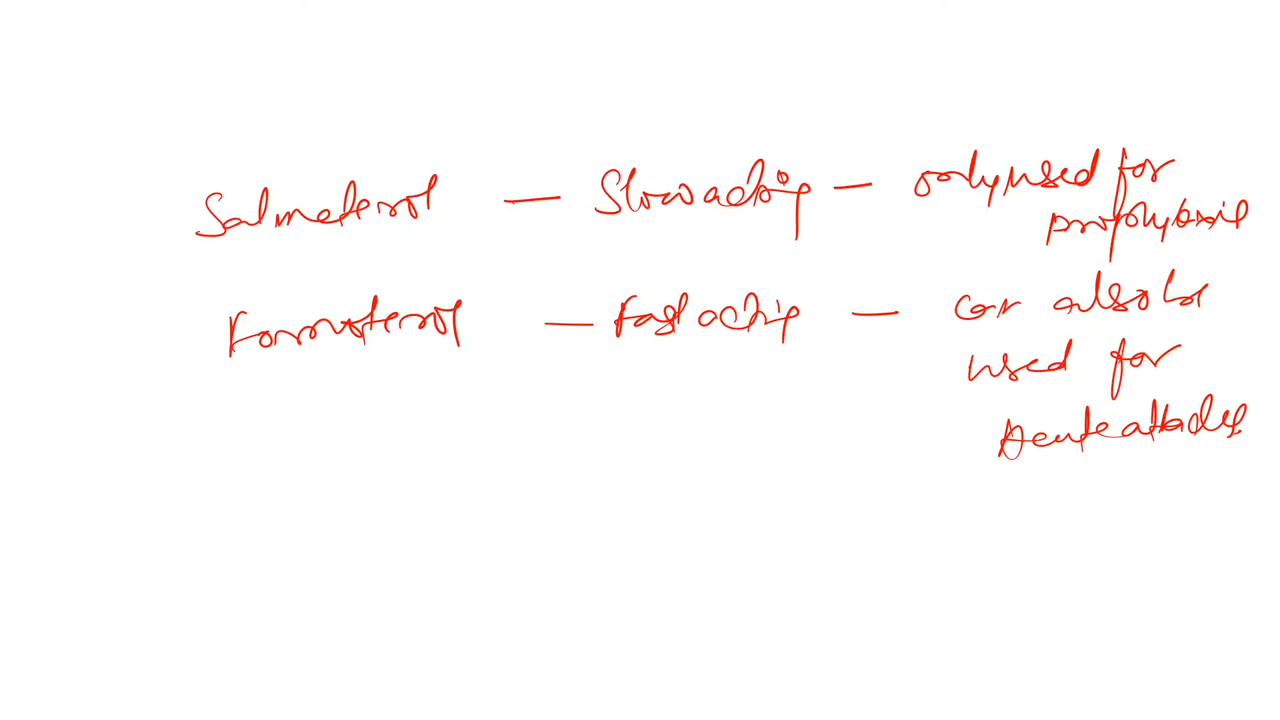 Salmeterol — Slow acting — only used for
prophylaxis
Formoterol — Fast acting — can also be
used for
Acute attacks